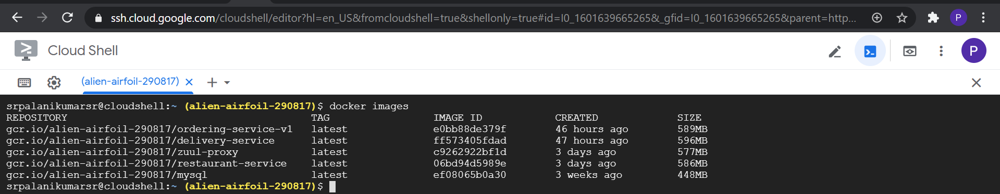 ssh.cloud.google.com/cloudshell/editor?hl=en_US&fromcloudshell=true&shellonly=true#id=I0_1601639665265&_gfid=I0_1601639665265&parent=http... P
Cloud Shell P
(alien-airfoil-290817)
srpalanikumarsr@cloudshell:~ (alien-airfoil-290817)$ docker images
REPOSITORY TAG IMAGE ID CREATED SIZE
gcr.io/alien-airfoil-290817/ordering-service-v1 latest e0bb88de379f 46 hours ago 589MB
gcr.io/alien-airfoil-290817/delivery-service latest ff573405fdad 47 hours ago 596MB
gcr.io/alien-airfoil-290817/zuul-proxy latest c9262922bf1d 3 days ago 577MB
gcr.io/alien-airfoil-290817/restaurant-service latest 06bd94d5989e 3 days ago 586MB
gcr.io/alien-airfoil-290817/mysql latest ef08065b0a30 3 weeks ago 448MB
srpalanikumarsr@cloudshell:~ (alien-airfoil-290817)$